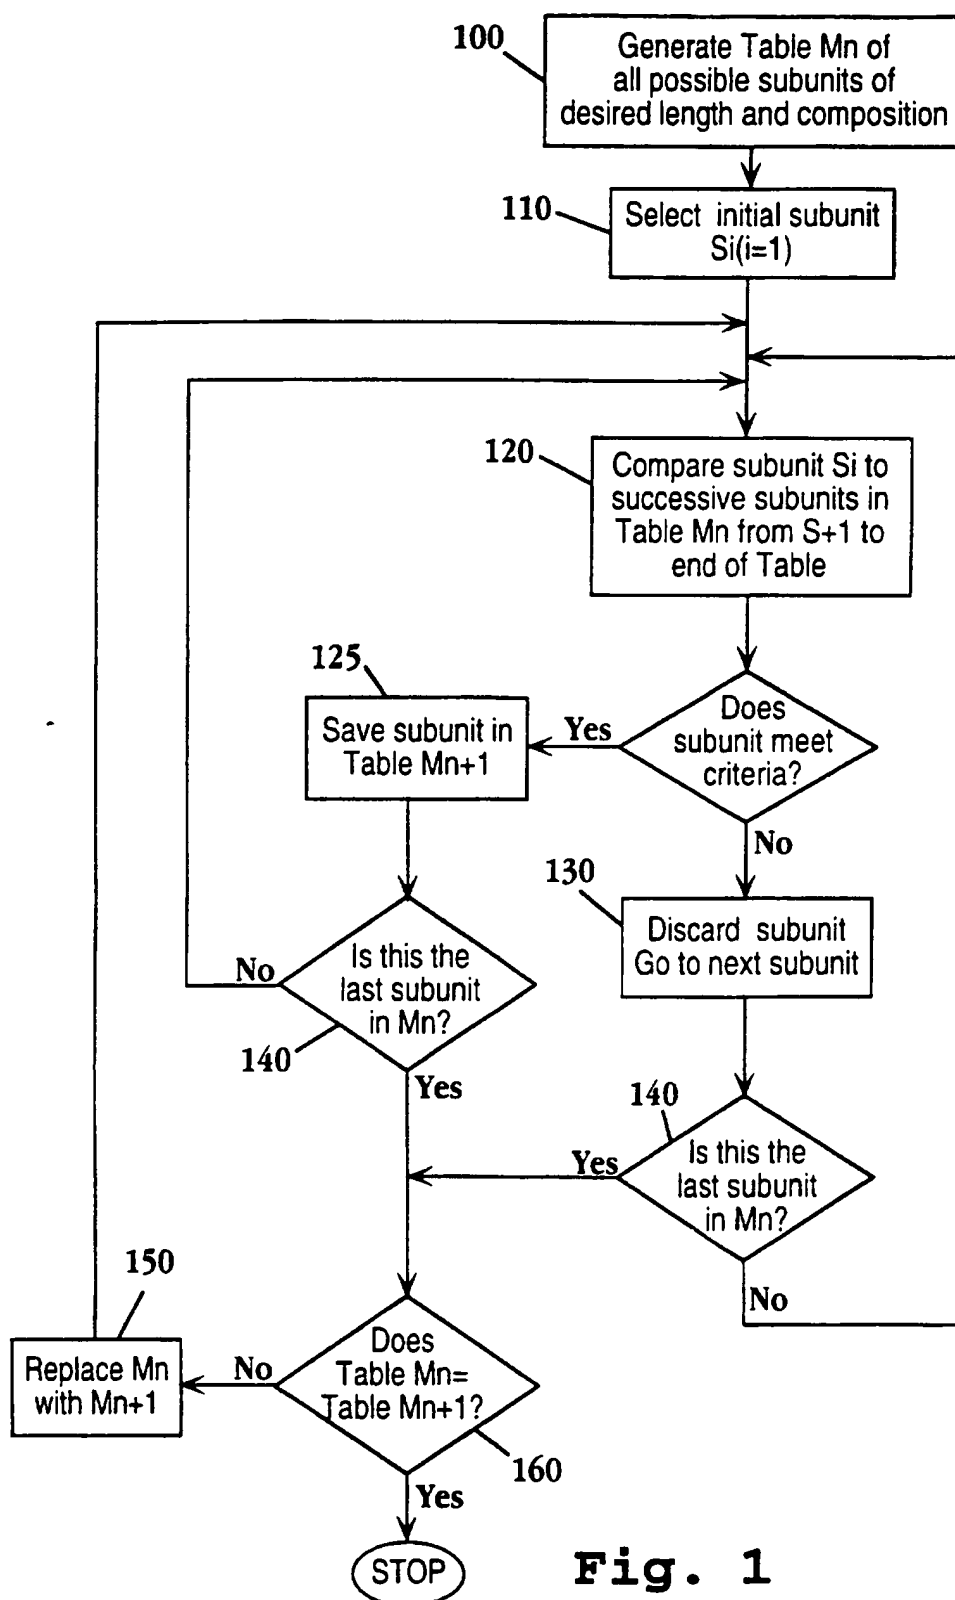 100
Generate Table Mn of
all possible subunits of
desired length and composition
110
Select initial subunit
Si(i=1)
120
Compare subunit Si to
successive subunits in
Table Mn from S+1 to
end of Table
125
Save subunit in
Table Mn+1
Yes
Does
subunit meet
criteria?
No
130
Discard subunit
Go to next subunit
No
Is this the
last subunit
in Mn?
140
Yes
140
Yes
Is this the
last subunit
in Mn?
No
150
Replace Mn
with Mn+1
No
Does
Table Mn=
Table Mn+1?
160
Yes
STOP
Fig. 1